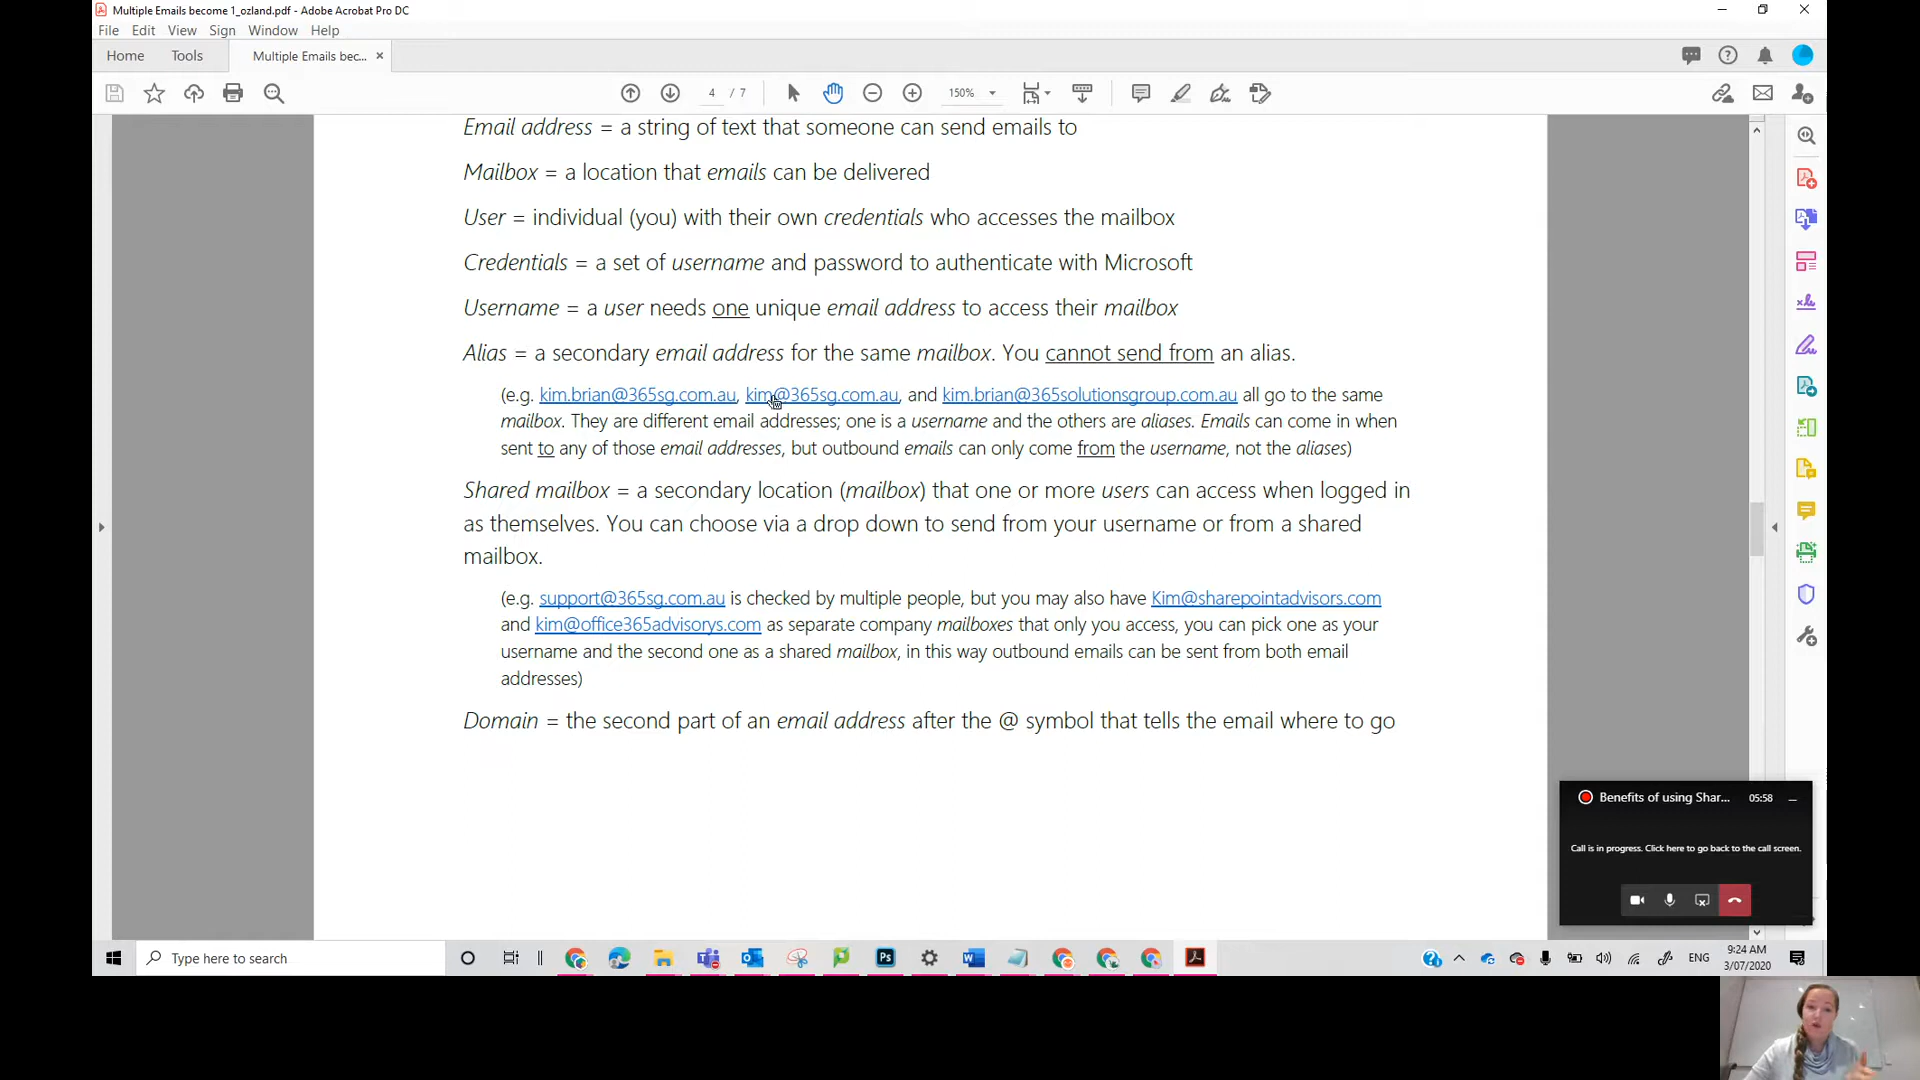 Multiple Emails become 1_ozland.pdf - Adobe Acrobat Pro DC
File Edit View Sign Window Help
Home Tools Multiple Emails bec... ×
4 / 7 150%
Email address = a string of text that someone can send emails to
Mailbox = a location that emails can be delivered
User = individual (you) with their own credentials who accesses the mailbox
Credentials = a set of username and password to authenticate with Microsoft
Username = a user needs one unique email address to access their mailbox
Alias = a secondary email address for the same mailbox. You cannot send from an alias.
(e.g. kim.brian@365sg.com.au, kim@365sg.com.au, and kim.brian@365solutionsgroup.com.au all go to the same
mailbox. They are different email addresses; one is a username and the others are aliases. Emails can come in when
sent to any of those email addresses, but outbound emails can only come from the username, not the aliases)
Shared mailbox = a secondary location (mailbox) that one or more users can access when logged in
as themselves. You can choose via a drop down to send from your username or from a shared
mailbox.
(e.g. support@365sg.com.au is checked by multiple people, but you may also have Kim@sharepointadvisors.com
and kim@office365advisorys.com as separate company mailboxes that only you access, you can pick one as your
username and the second one as a shared mailbox, in this way outbound emails can be sent from both email
addresses)
Domain = the second part of an email address after the @ symbol that tells the email where to go
Benefits of using Shar... 05:58
Call is in progress. Click here to go back to the call screen.
Type here to search
Ps
ENG
9:24 AM
3/07/2020